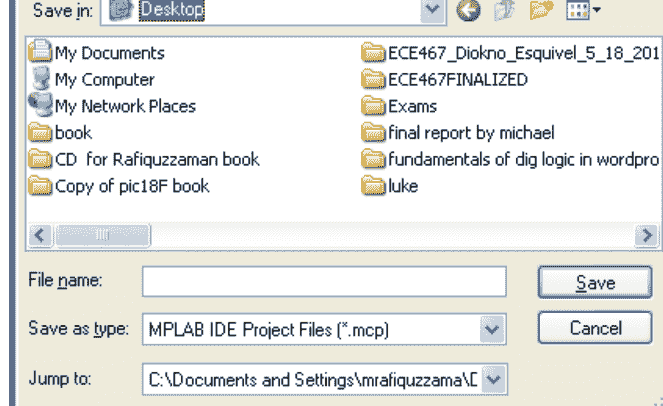 Save in: Desktop
My Documents
My Computer
My Network Places
book
CD for Rafiquzzaman book
Copy of pic18F book
ECE467_Diokno_Esquivel_5_18_201
ECE467FINALIZED
Exams
final report by michael
fundamentals of dig logic in wordpro
luke
File name:
Save
Save as type: MPLAB IDE Project Files (*.mcp)
Cancel
Jump to: C:\Documents and Settings\mrafiquzzama\D